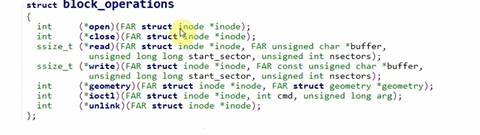 struct block_operations
{
int (*open)(FAR struct inode *inode);
int (*close)(FAR struct inode *inode);
ssize_t (*read)(FAR struct inode *inode, FAR unsigned char *buffer,
unsigned long long start_sector, unsigned int nsectors);
ssize_t (*write)(FAR struct inode *inode, FAR const unsigned char *buffer,
unsigned long long start_sector, unsigned int nsectors);
int (*geometry)(FAR struct inode *inode, FAR struct geometry *geometry);
int (*ioctl)(FAR struct inode *inode, int cmd, unsigned long arg);
int (*unlink)(FAR struct inode *inode);
};